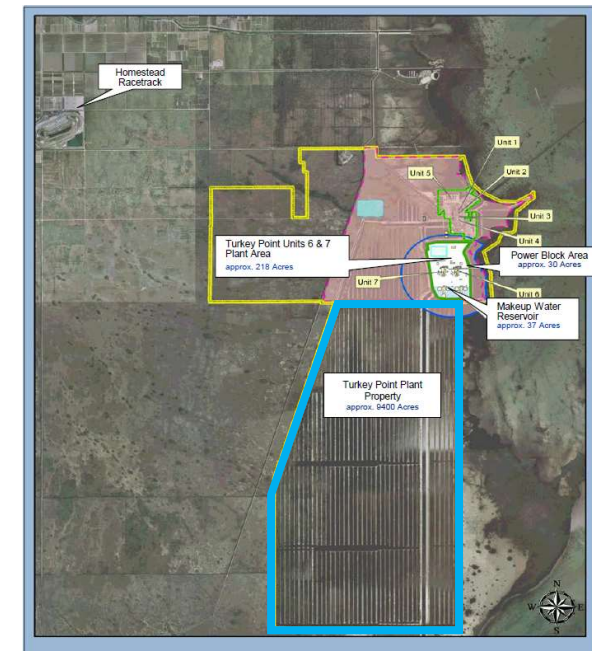 Homestead
Racetrack
Unit 1
Unit 2
Unit 5
Unit 3
Unit 4
Turkey Point Units 6 & 7
Plant Area
approx. 218 Acres
Power Block Area
approx. 30 Acres
Unit 7
Unit 6
Makeup Water
Reservoir
approx. 37 Acres
Turkey Point Plant
Property
approx. 9400 Acres
N
W
E
S